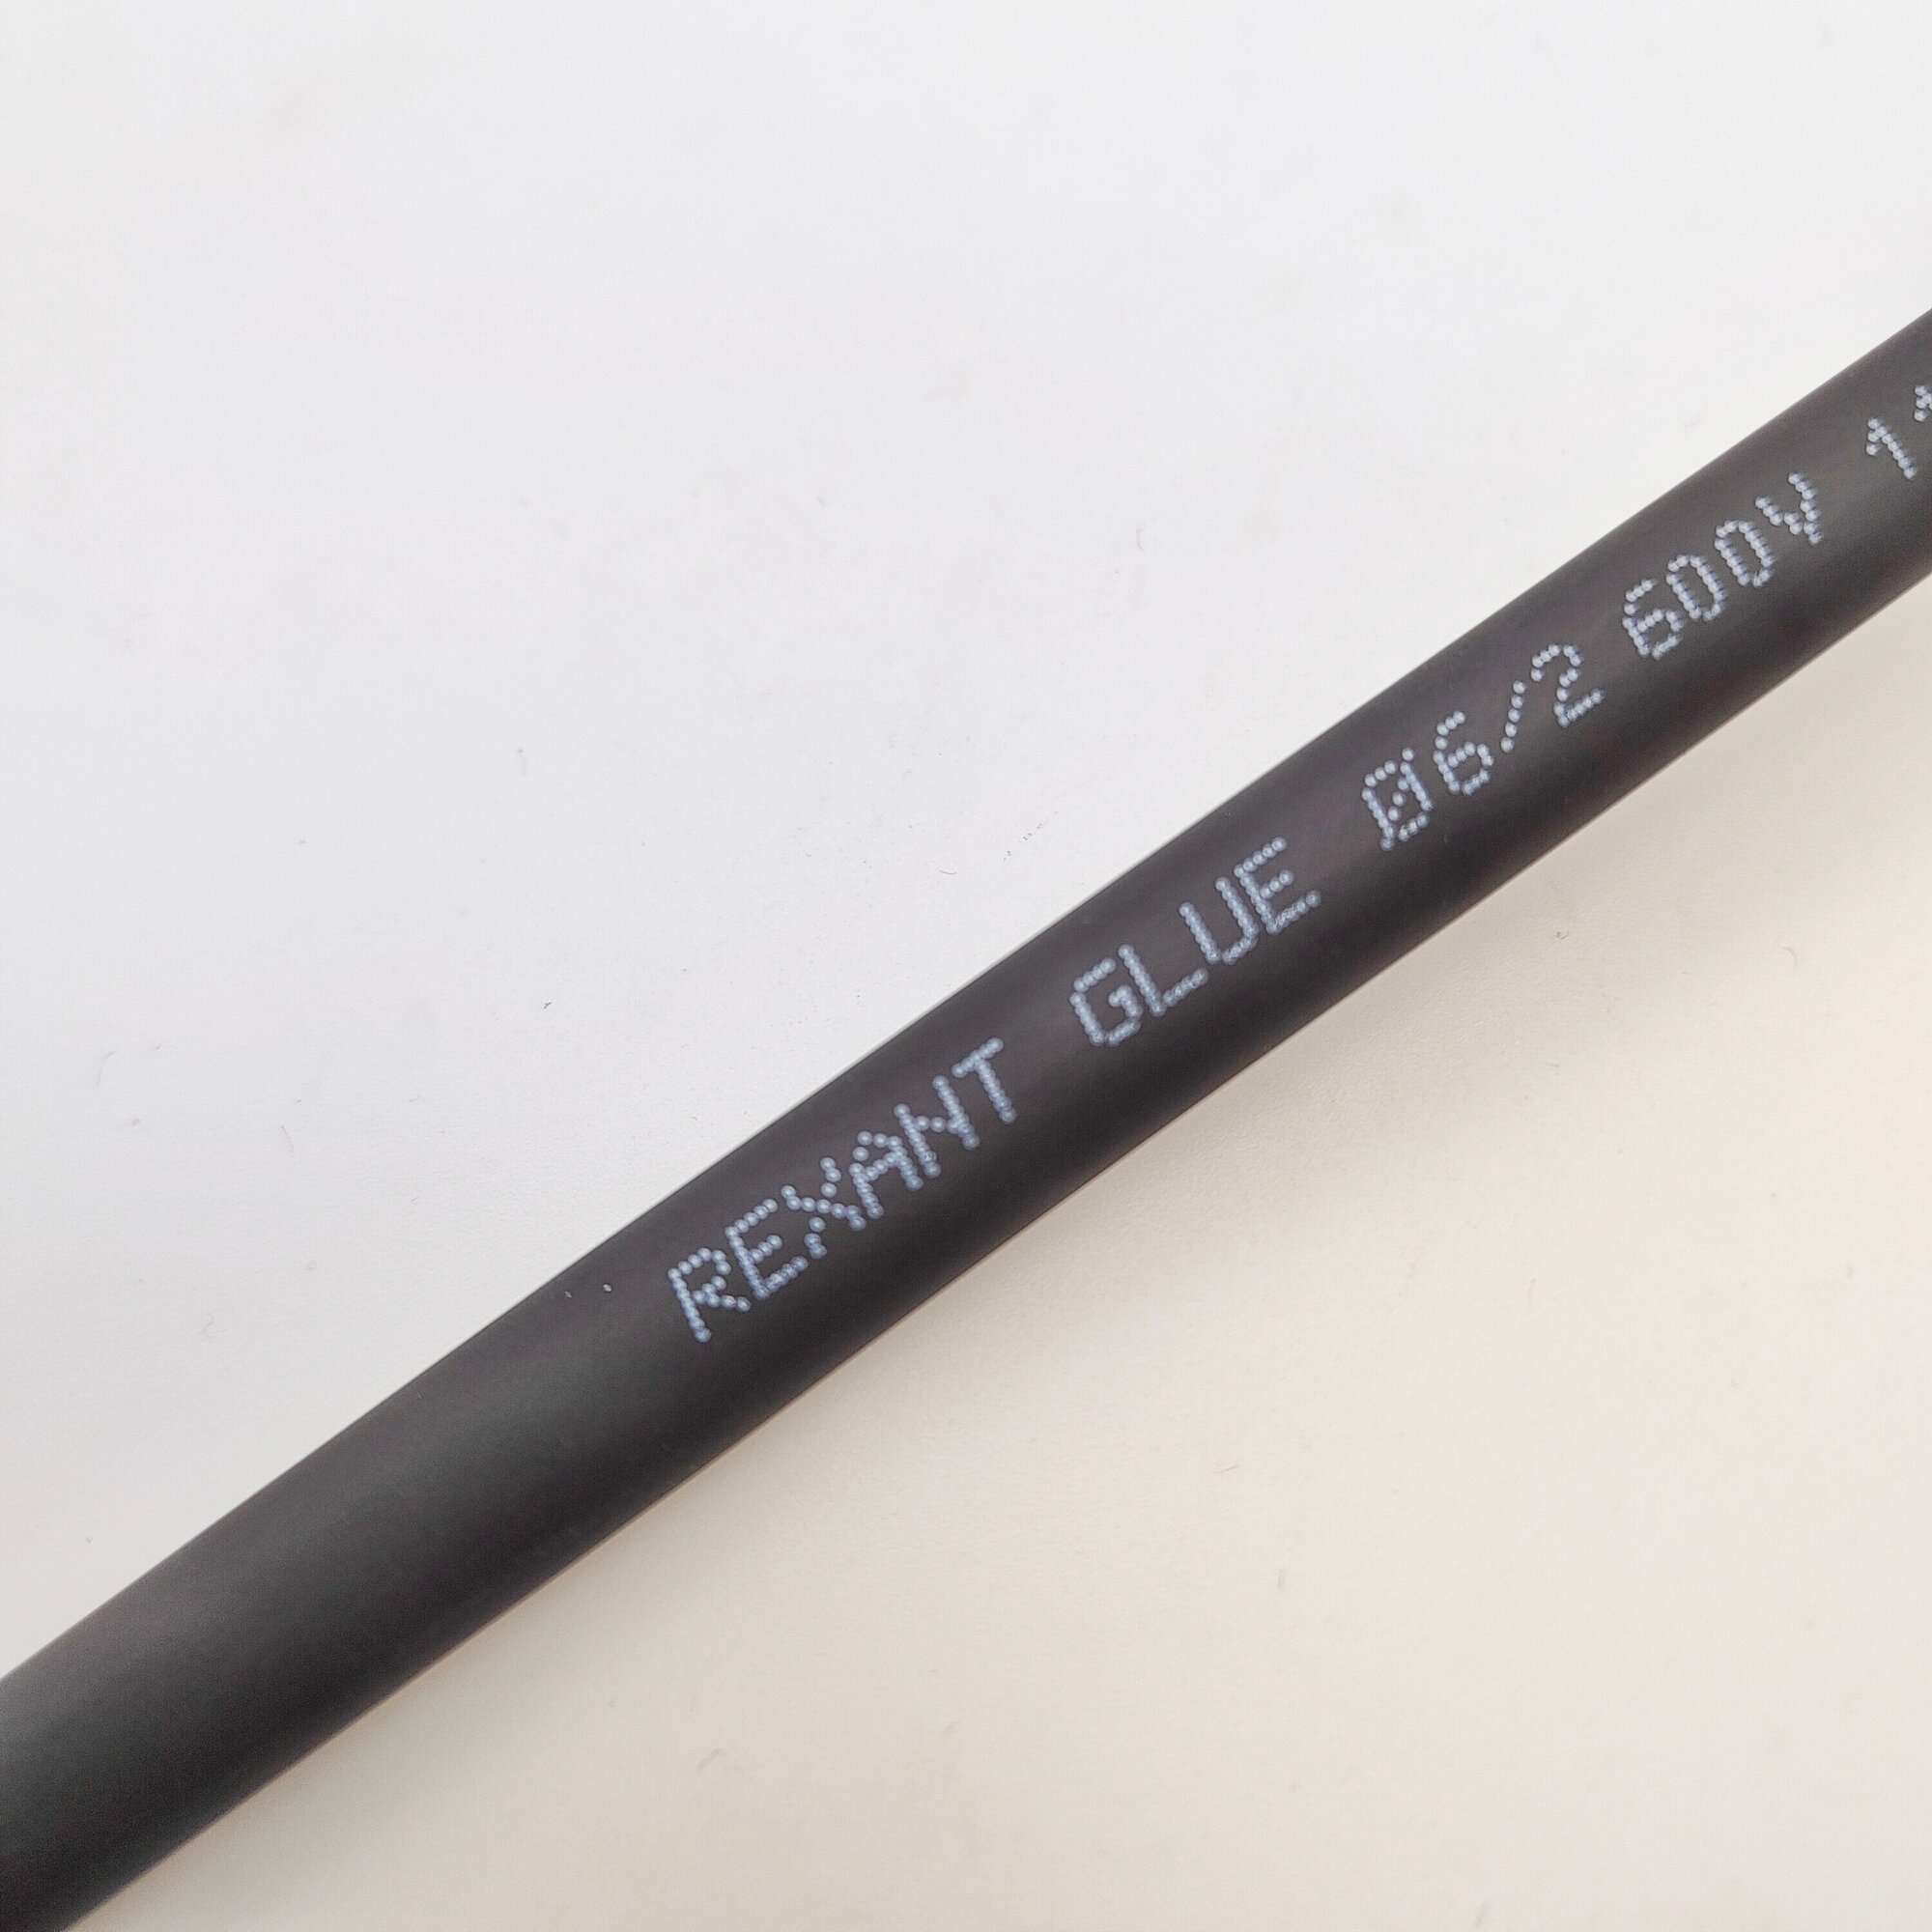 REXANT GLUE Ø6/2 600V